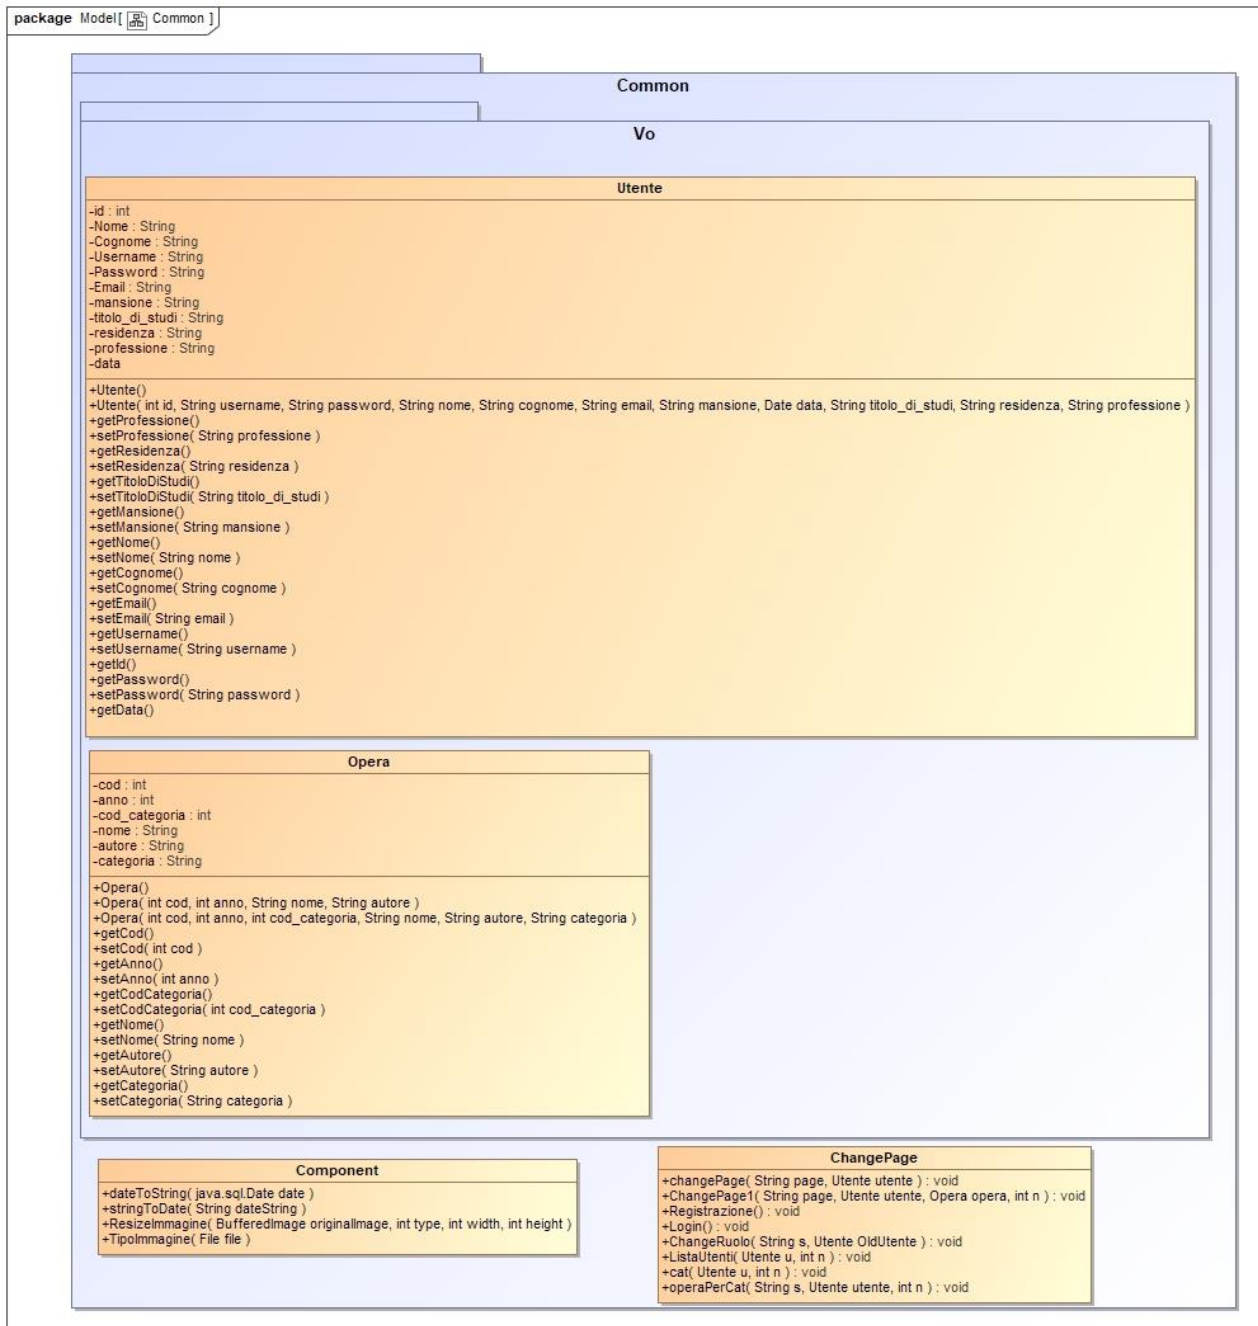 package Model[ Common ]
Common
Vo
Utente
-id : int
-Nome : String
-Cognome : String
-Username : String
-Password : String
-Email : String
-mansione : String
-titolo_di_studi : String
-residenza : String
-professione : String
-data
+Utente()
+Utente( int id, String username, String password, String nome, String cognome, String email, String mansione, Date data, String titolo_di_studi, String residenza, String professione )
+getProfessione()
+setProfessione( String professione )
+getResidenza()
+setResidenza( String residenza )
+getTitoloDiStudi()
+setTitoloDiStudi( String titolo_di_studi )
+getMansione()
+setMansione( String mansione )
+getNome()
+setNome( String nome )
+getCognome()
+setCognome( String cognome )
+getEmail()
+setEmail( String email )
+getUsername()
+setUsername( String username )
+getId()
+getPassword()
+setPassword( String password )
+getData()
Opera
-cod : int
-anno : int
-cod_categoria : int
-nome : String
-autore : String
-categoria : String
+Opera()
+Opera( int cod, int anno, String nome, String autore )
+Opera( int cod, int anno, int cod_categoria, String nome, String autore, String categoria )
+getCod()
+setCod( int cod )
+getAnno()
+setAnno( int anno )
+getCodCategoria()
+setCodCategoria( int cod_categoria )
+getNome()
+setNome( String nome )
+getAutore()
+setAutore( String autore )
+getCategoria()
+setCategoria( String categoria )
Component
+dateToString( java.sql.Date date )
+stringToDate( String dateString )
+ResizeImmagine( BufferedImage originalImage, int type, int width, int height )
+TipoImmagine( File file )
ChangePage
+changePage( String page, Utente utente ) : void
+ChangePage1( String page, Utente utente, Opera opera, int n ) : void
+Registrazione() : void
+Login() : void
+ChangeRuolo( String s, Utente OldUtente ) : void
+ListaUtenti( Utente u, int n ) : void
+cat( Utente u, int n ) : void
+operaPerCat( String s, Utente utente, int n ) : void